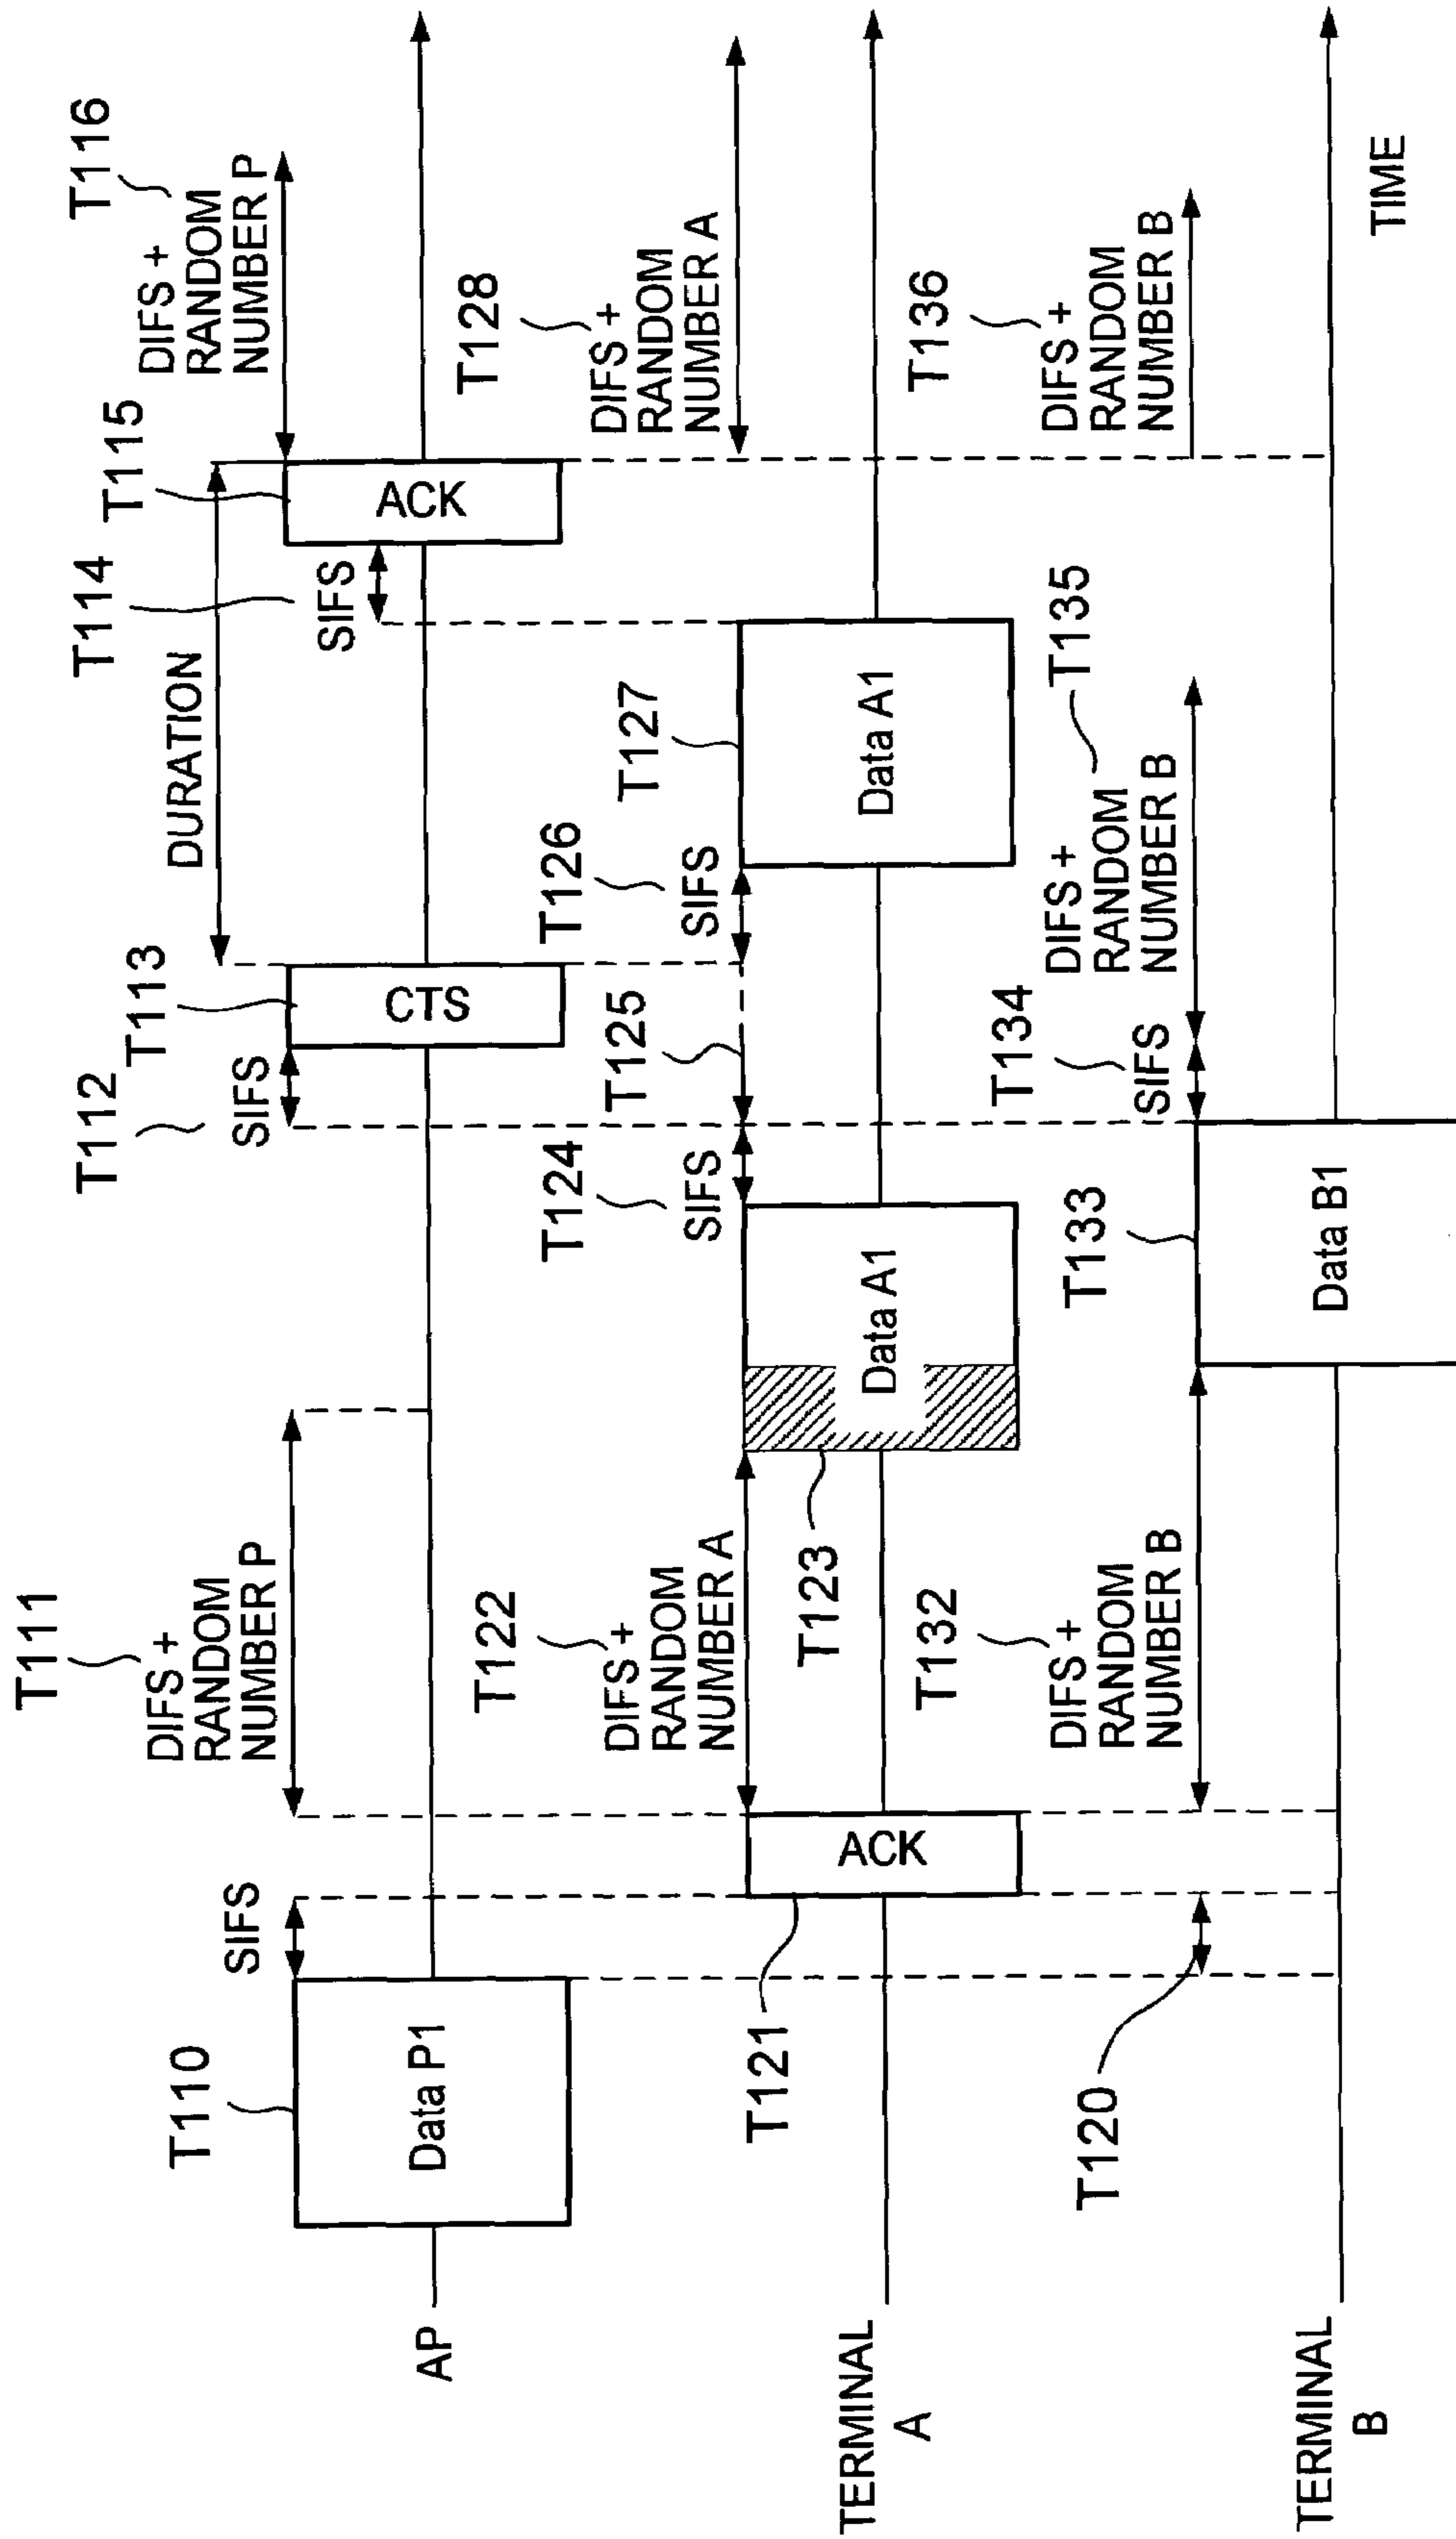 T111
DIFS +
RANDOM
NUMBER P
T110
Data P1
SIFS
T112
SIFS
T113
CTS
DURATION
T114
SIFS
T115
ACK
T116
DIFS +
RANDOM
NUMBER P
AP
T121
ACK
T122
DIFS +
RANDOM
NUMBER A
T123
Data A1
T124
SIFS
T125
T126
SIFS
T127
Data A1
T128
DIFS +
RANDOM
NUMBER A
TERMINAL
A
T120
T132
DIFS +
RANDOM
NUMBER B
T133
Data B1
T134
SIFS
DIFS +
RANDOM
NUMBER B
T135
T136
DIFS +
RANDOM
NUMBER B
TERMINAL
B
TIME